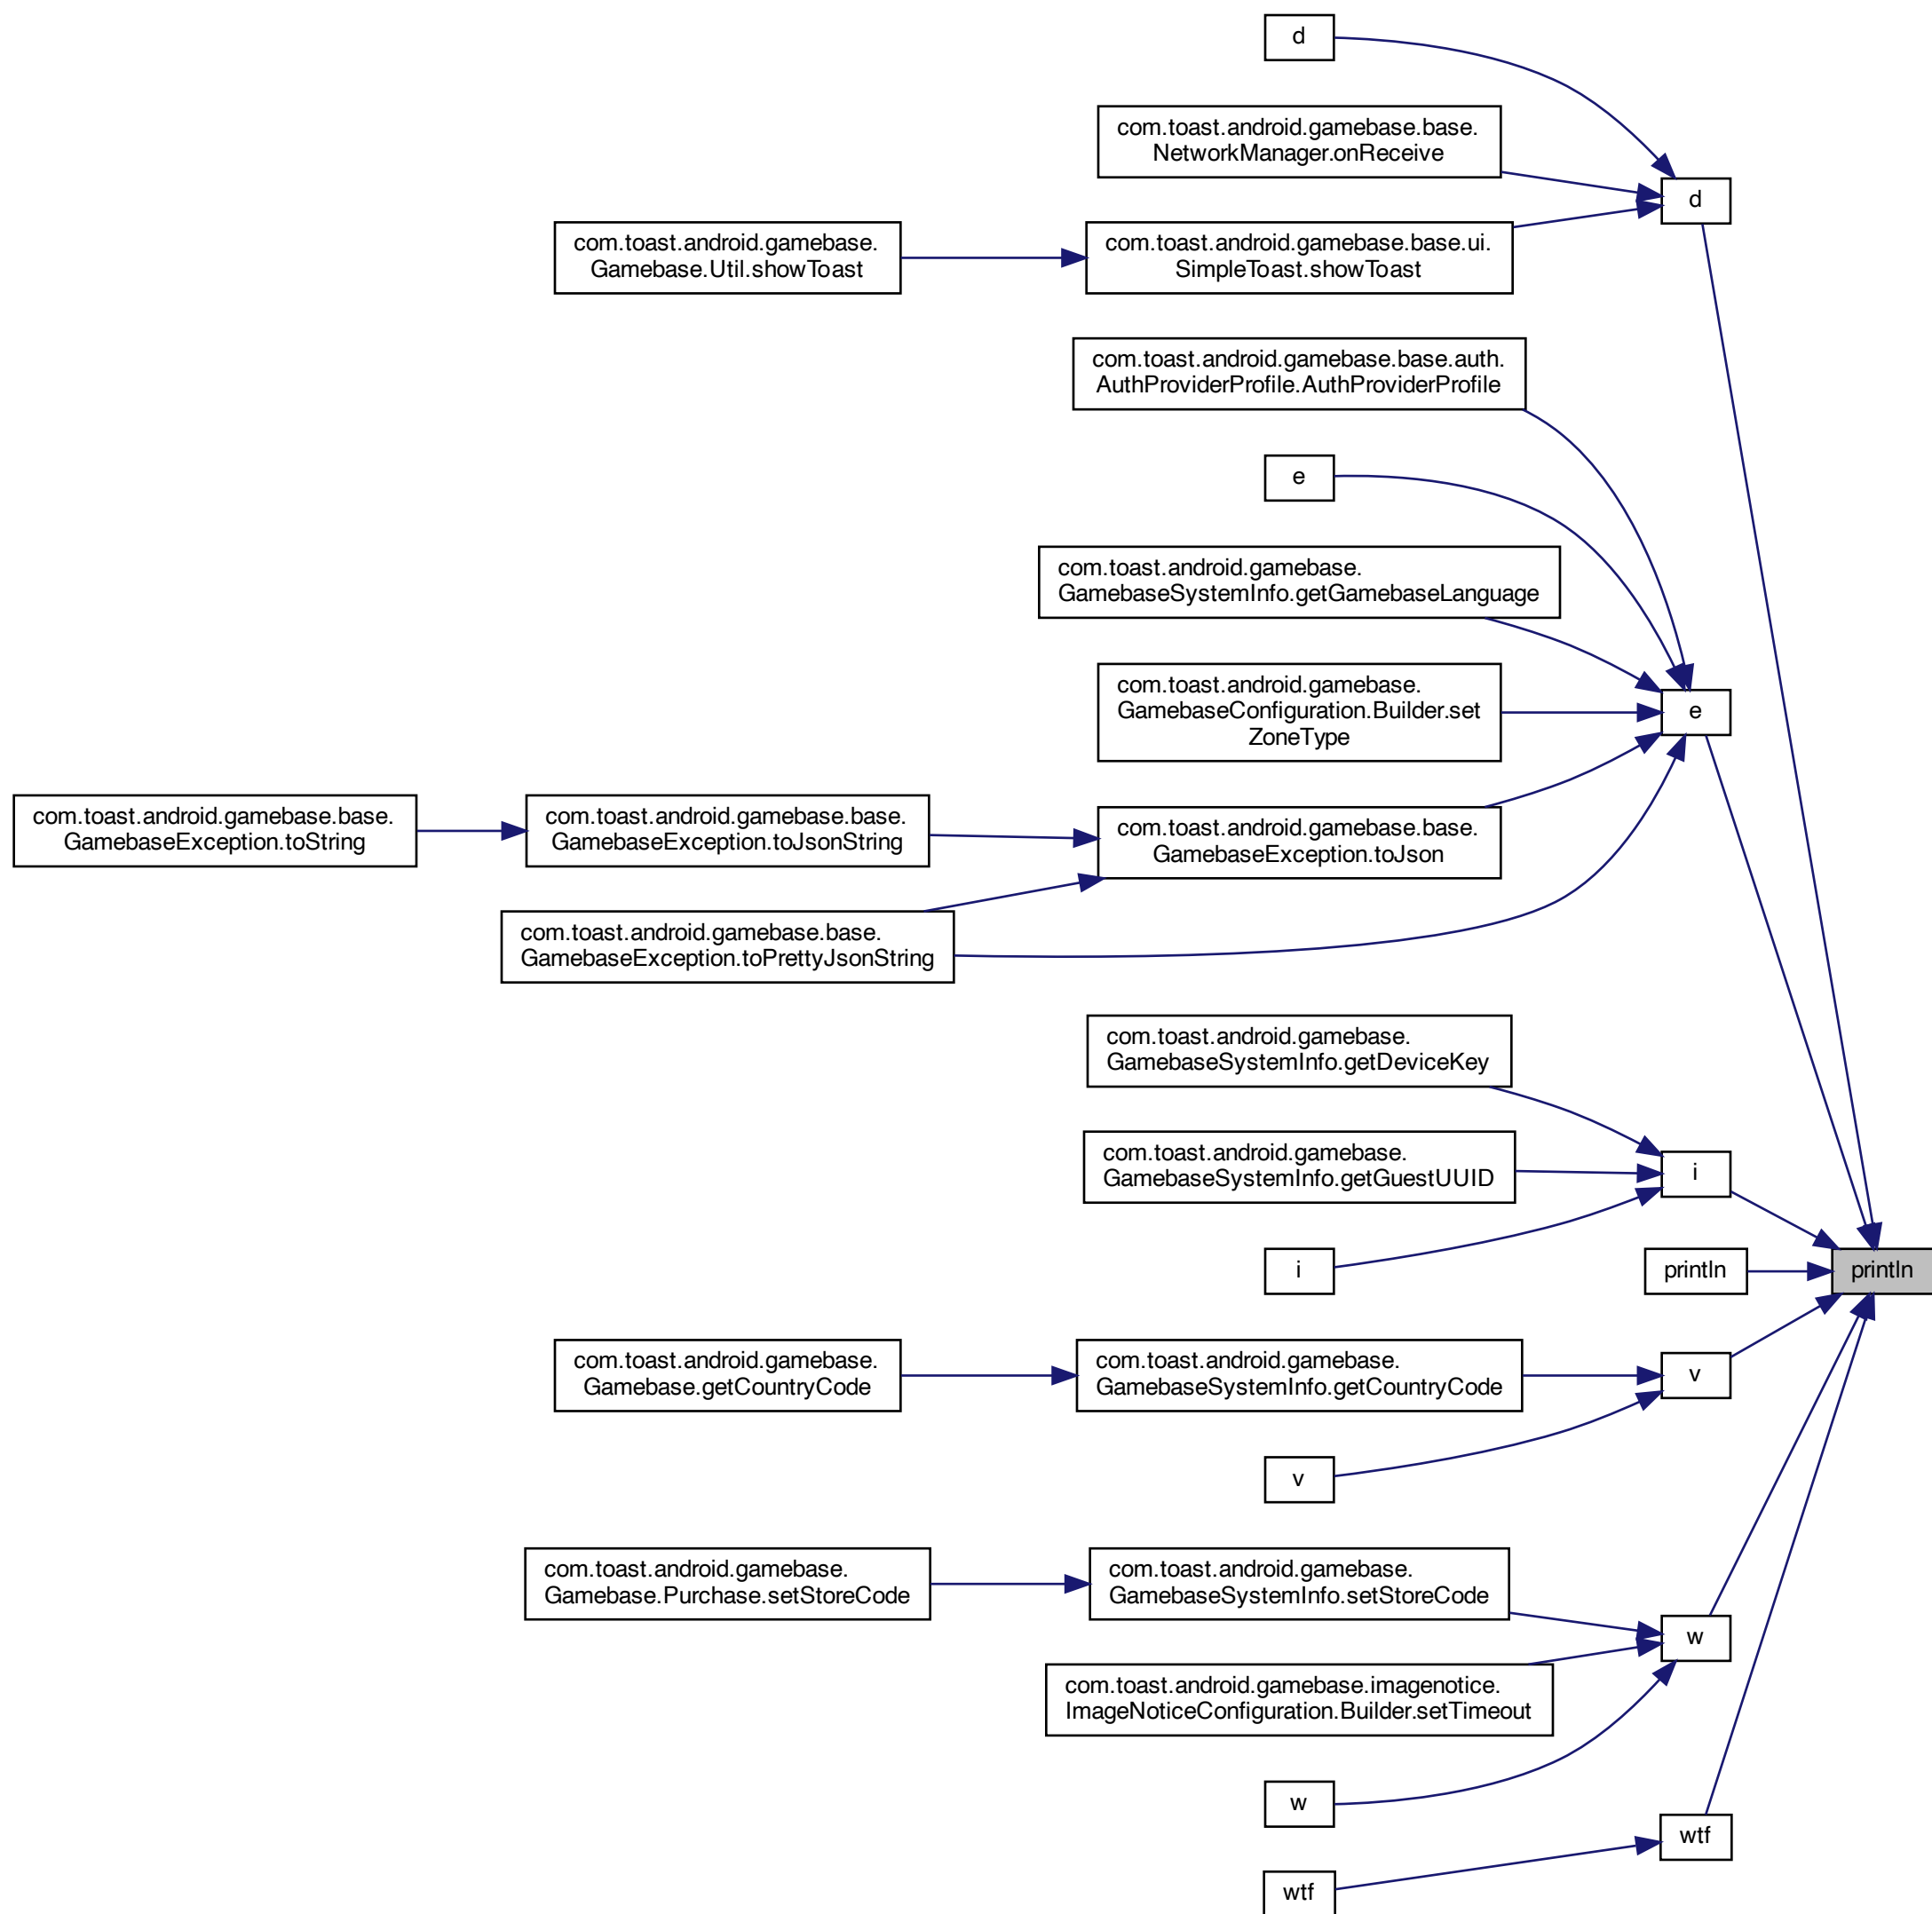 d
com.toast.android.gamebase.base.
NetworkManager.onReceive
d
com.toast.android.gamebase.
Gamebase.Util.showToast
com.toast.android.gamebase.base.ui.
SimpleToast.showToast
com.toast.android.gamebase.base.auth.
AuthProviderProfile.AuthProviderProfile
e
com.toast.android.gamebase.
GamebaseSystemInfo.getGamebaseLanguage
com.toast.android.gamebase.
GamebaseConfiguration.Builder.set
ZoneType
e
com.toast.android.gamebase.base.
GamebaseException.toString
com.toast.android.gamebase.base.
GamebaseException.toJsonString
com.toast.android.gamebase.base.
GamebaseException.toJson
com.toast.android.gamebase.base.
GamebaseException.toPrettyJsonString
com.toast.android.gamebase.
GamebaseSystemInfo.getDeviceKey
com.toast.android.gamebase.
GamebaseSystemInfo.getGuestUUID
i
i
println
println
com.toast.android.gamebase.
Gamebase.getCountryCode
com.toast.android.gamebase.
GamebaseSystemInfo.getCountryCode
v
v
com.toast.android.gamebase.
Gamebase.Purchase.setStoreCode
com.toast.android.gamebase.
GamebaseSystemInfo.setStoreCode
w
com.toast.android.gamebase.imagenotice.
ImageNoticeConfiguration.Builder.setTimeout
w
wtf
wtf